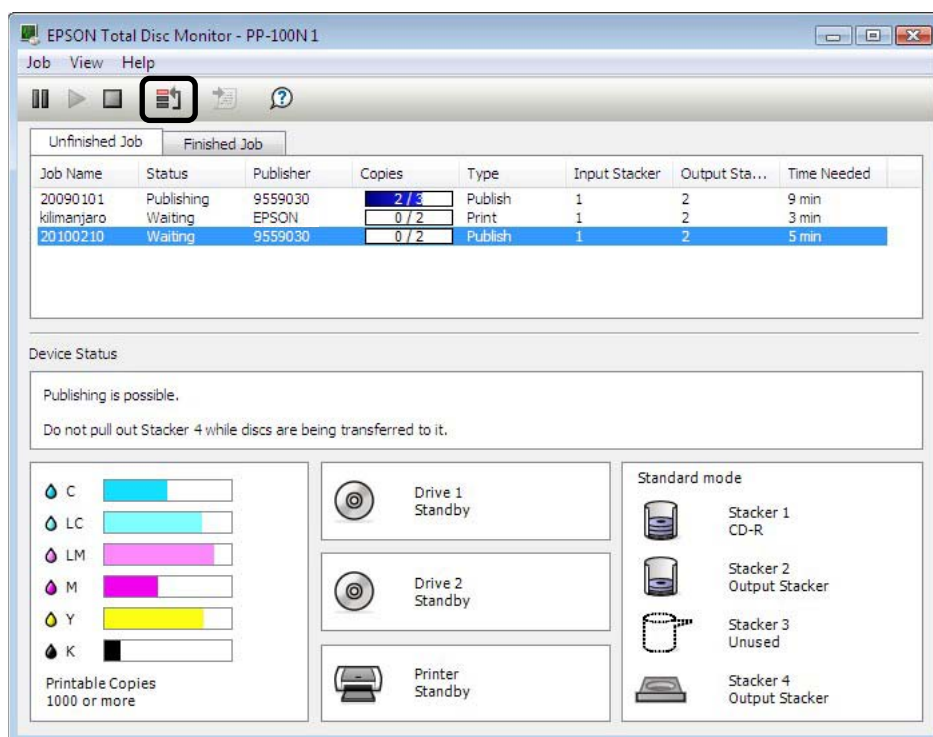 EPSON Total Disc Monitor - PP-100N 1
Job View Help
Unfinished Job Finished Job
Job Name Status Publisher Copies Type Input Stacker Output Sta... Time Needed
20090101 Publishing 9559030 2 / 3 Publish 1 2 9 min
kilimanjaro Waiting EPSON 0 / 2 Print 1 2 3 min
20100210 Waiting 9559030 0 / 2 Publish 1 2 5 min
Device Status
Publishing is possible.
Do not pull out Stacker 4 while discs are being transferred to it.
C
LC
LM
M
Y
K
Printable Copies
1000 or more
Drive 1
Standby
Drive 2
Standby
Printer
Standby
Standard mode
Stacker 1
CD-R
Stacker 2
Output Stacker
Stacker 3
Unused
Stacker 4
Output Stacker